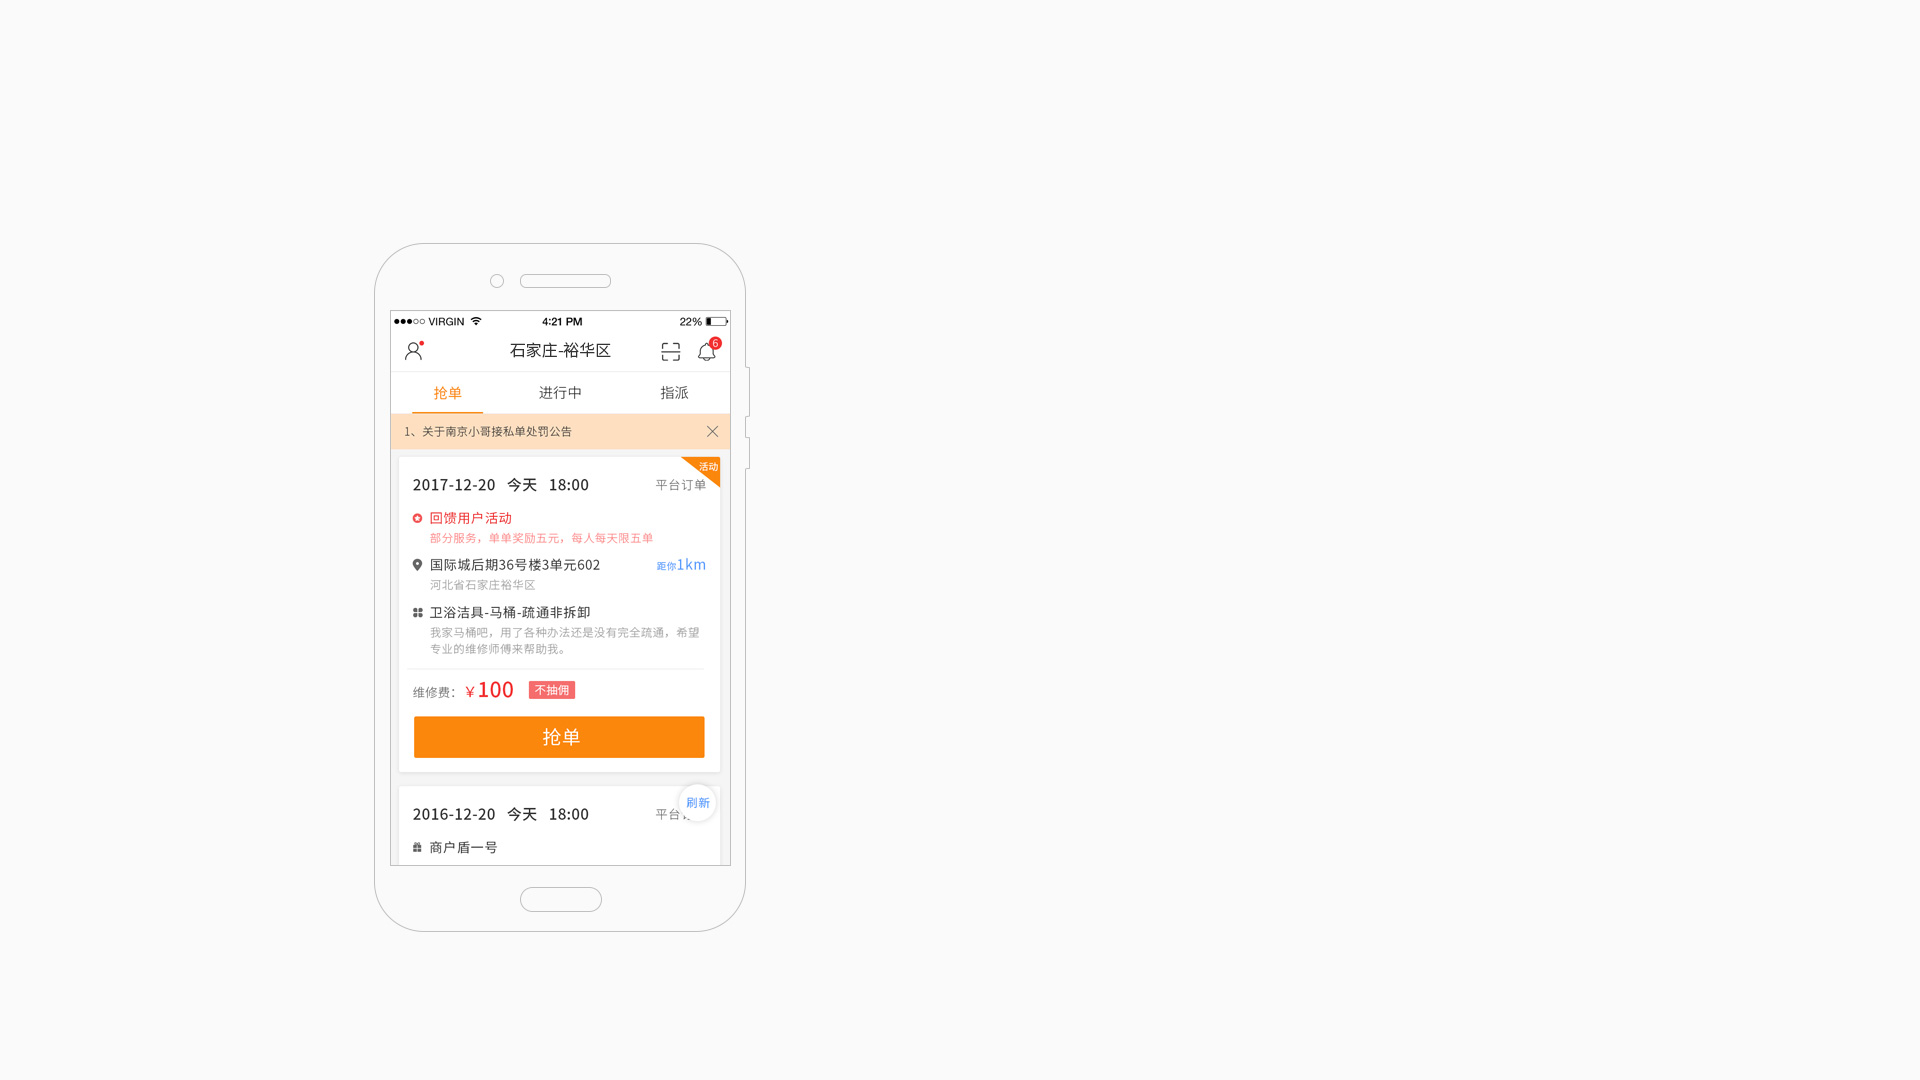 VIRGIN 4:21 PM 22%
石家庄-裕华区 6
抢单 进行中 指派
1、关于南京小哥接私单处罚公告
活动
2017-12-20 今天 18:00 平台订单
回馈用户活动
部分服务，单单奖励五元，每人每天限五单
国际城后期36号楼3单元602 距你1km
河北省石家庄裕华区
卫浴洁具-马桶-疏通非拆卸
我家马桶吧，用了各种办法还是没有完全疏通，希望
专业的维修师傅来帮助我。
维修费：￥100 不抽佣
抢单
刷新
2016-12-20 今天 18:00 平台
商户盾一号